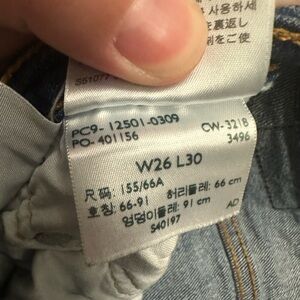 사용하세
裏返し
をご使
PC9-12501-0309
PO-401156
CW-321B
3496
W26 L30
尺码: 155/66A
호칭: 66-91 허리둘레: 66 cm
엉덩이둘레: 91 cm
S40197
AD